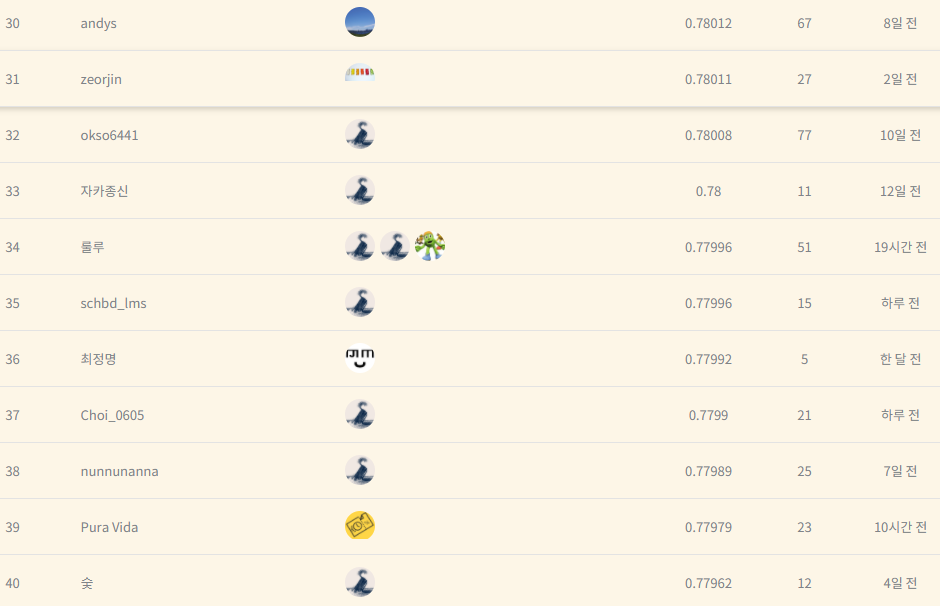 30 andys 0.78012 67 8일 전
31 zeorjin 0.78011 27 2일 전
32 okso6441 0.78008 77 10일 전
33 자카종신 0.78 11 12일 전
34 룰루 0.77996 51 19시간 전
35 schbd_lms 0.77996 15 하루 전
36 최정명 0.77992 5 한 달 전
37 Choi_0605 0.7799 21 하루 전
38 nunnunanna 0.77989 25 7일 전
39 Pura Vida 0.77979 23 10시간 전
40 숯 0.77962 12 4일 전